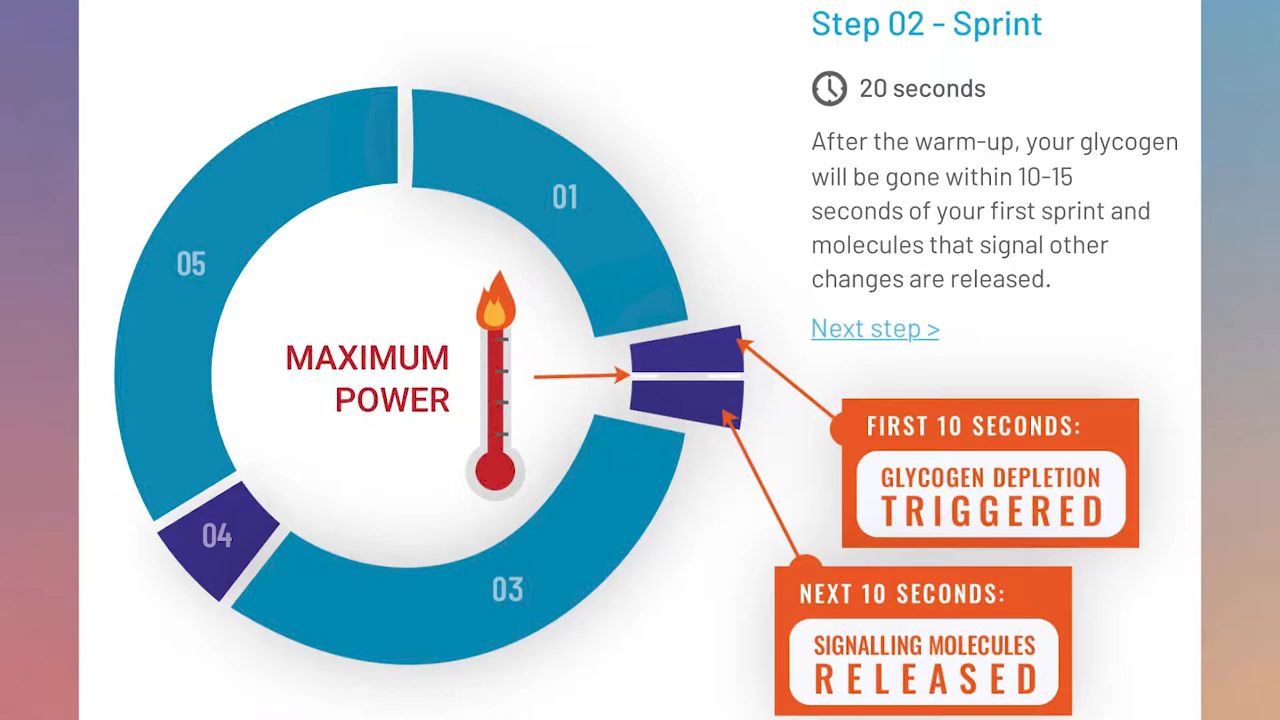 Step 02 - Sprint
20 seconds
After the warm-up, your glycogen
will be gone within 10-15
seconds of your first sprint and
molecules that signal other
changes are released.
Next step >
01
05
MAXIMUM
POWER
FIRST 10 SECONDS:
GLYCOGEN DEPLETION
TRIGGERED
04
03
NEXT 10 SECONDS:
SIGNALLING MOLECULES
RELEASED